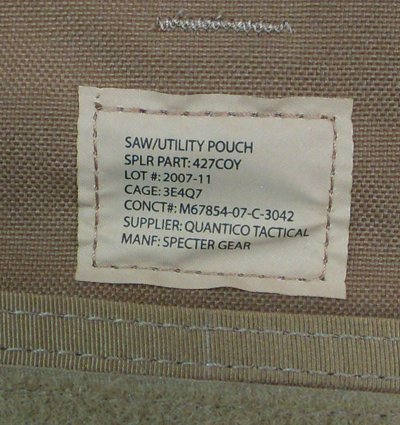 SAW/UTILITY POUCH
SPLR PART: 427COY
LOT #: 2007-11
CAGE: 3E4Q7
CONCT#: M67854-07-C-3042
SUPPLIER: QUANTICO TACTICAL
MANF: SPECTER GEAR